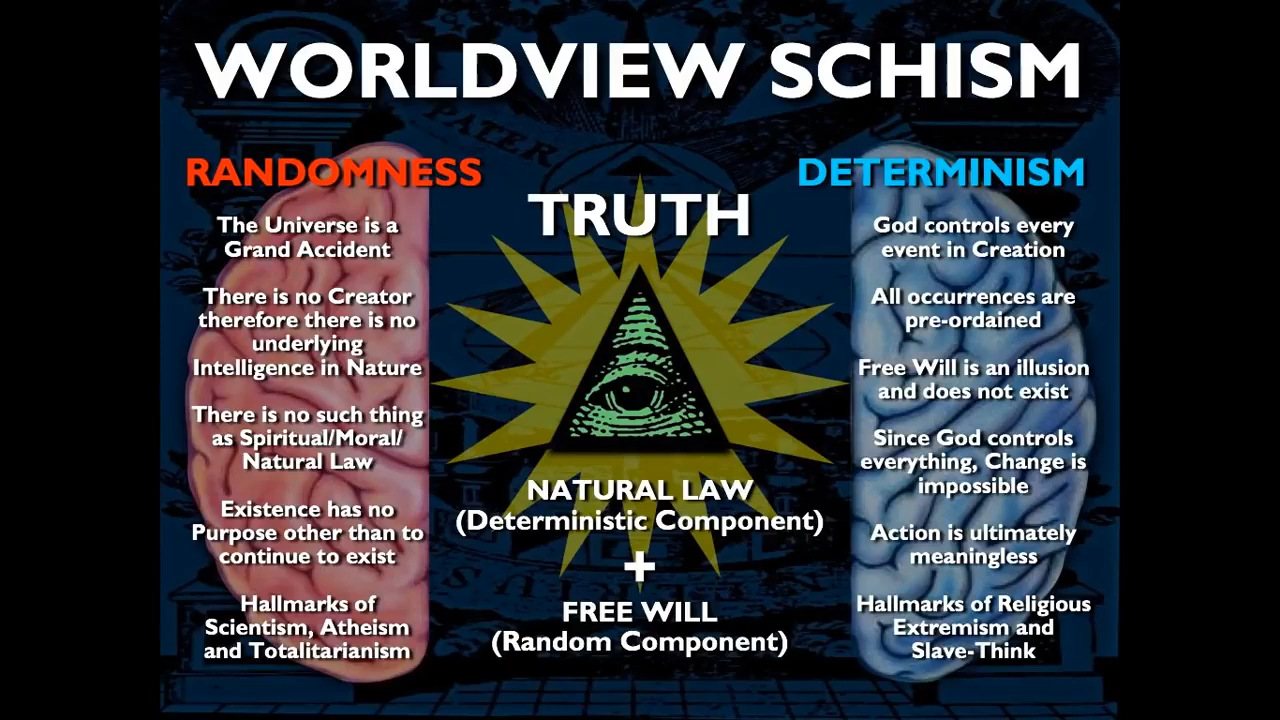 WORLDVIEW SCHISM
PATER
RANDOMNESS
The Universe is a
Grand Accident
There is no Creator
therefore there is no
underlying
Intelligence in Nature
There is no such thing
as Spiritual/Moral/
Natural Law
Existence has no
Purpose other than to
continue to exist
Hallmarks of
Scientism, Atheism
and Totalitarianism
TRUTH
NATURAL LAW
(Deterministic Component)
+
FREE WILL
(Random Component)
DETERMINISM
God controls every
event in Creation
All occurrences are
pre-ordained
Free Will is an illusion
and does not exist
Since God controls
everything, Change is
impossible
Action is ultimately
meaningless
Hallmarks of Religious
Extremism and
Slave-Think